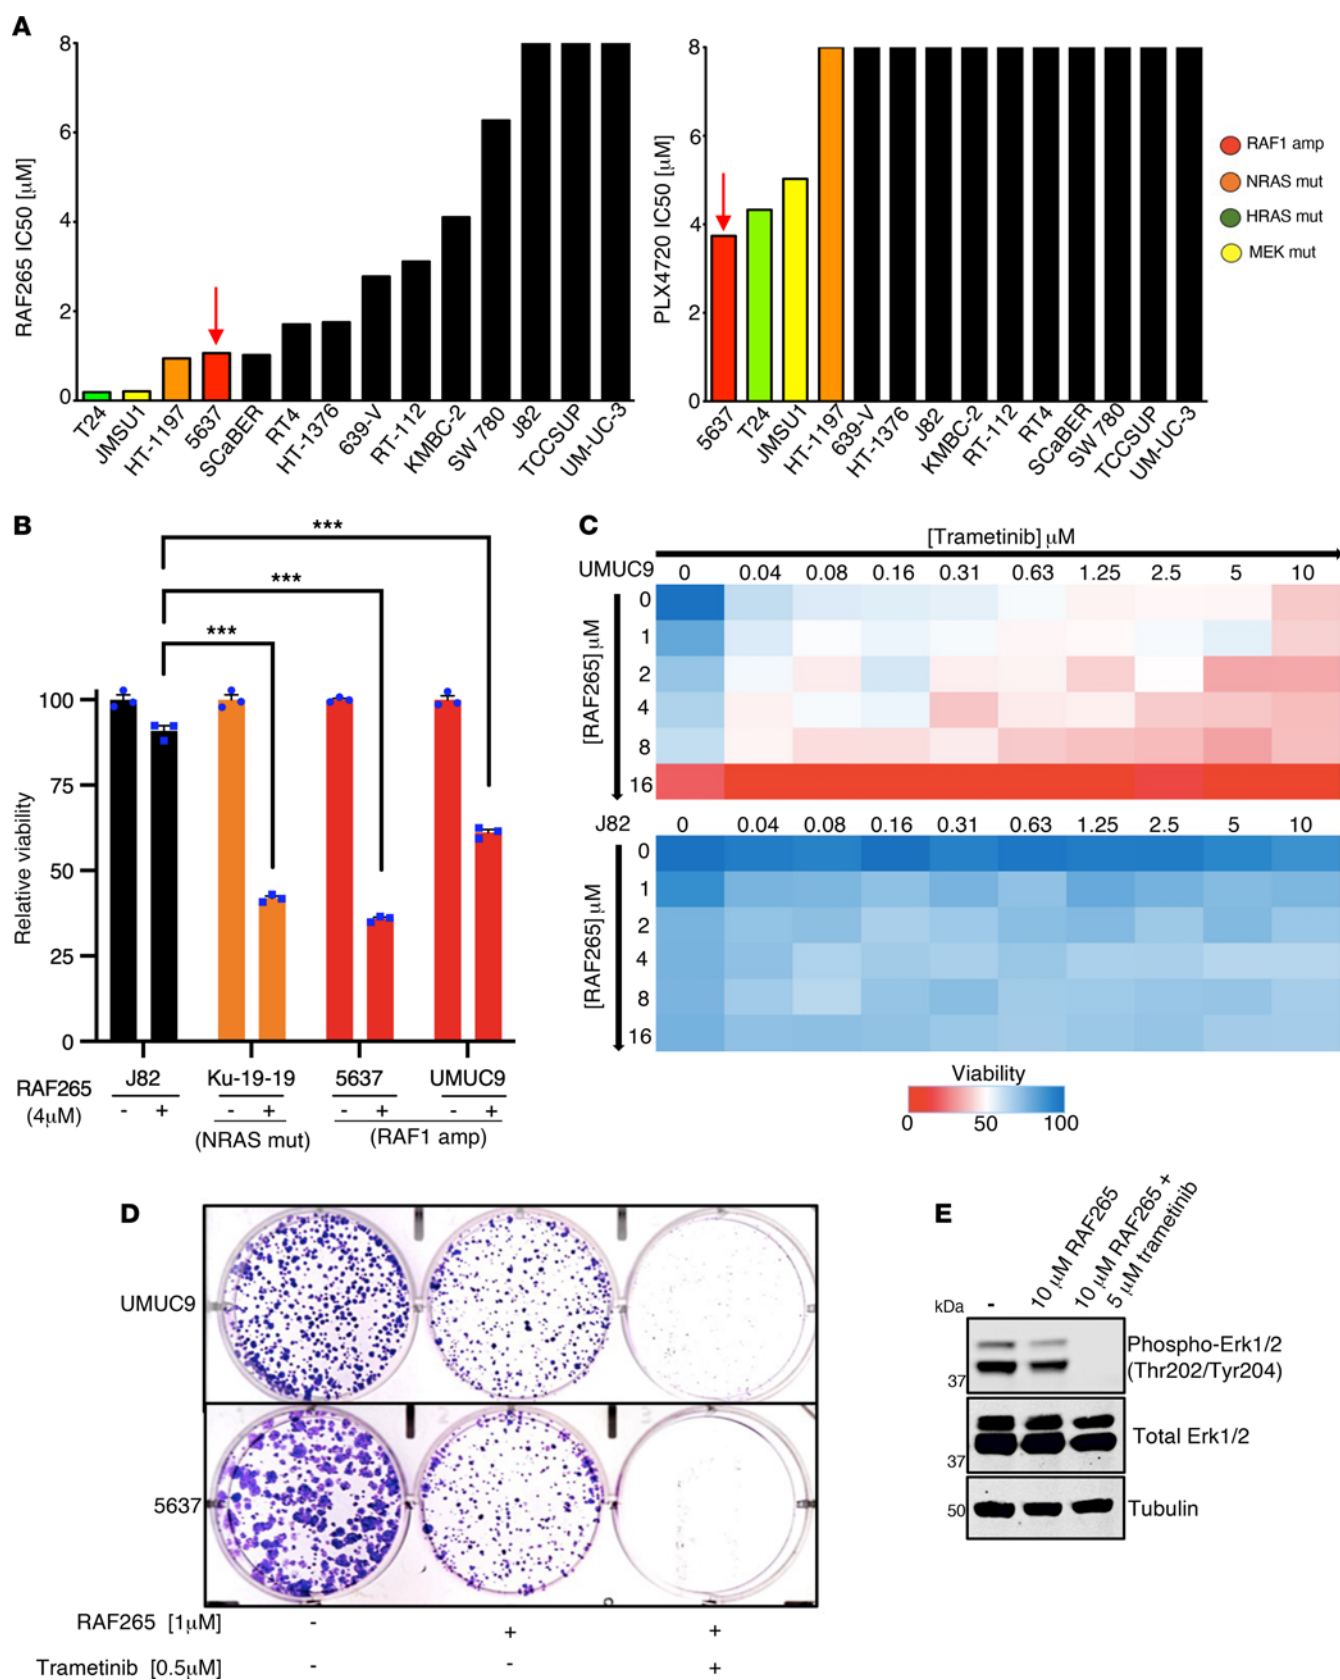 A
RAF265 IC50 [μM]
8
6
4
2
0
T24
JMSU1
HT-1197
5637
SCaBER
RT4
HT-1376
639-V
RT-112
KMBC-2
SW 780
J82
TCCSUP
UM-UC-3
PLX4720 IC50 [μM]
8
6
4
2
0
5637
T24
JMSU1
HT-1197
639-V
HT-1376
J82
KMBC-2
RT-112
RT4
SCaBER
SW 780
TCCSUP
UM-UC-3
RAF1 amp
NRAS mut
HRAS mut
MEK mut
B
***
***
***
Relative viability
100
75
50
25
0
J82 Ku-19-19 5637 UMUC9
RAF265
(4μM)
- + - + - + - +
(NRAS mut) (RAF1 amp)
C
[Trametinib] μM
UMUC9 0 0.04 0.08 0.16 0.31 0.63 1.25 2.5 5 10
[RAF265] μM
0
1
2
4
8
16
J82 0 0.04 0.08 0.16 0.31 0.63 1.25 2.5 5 10
[RAF265] μM
0
1
2
4
8
16
Viability
0 50 100
D
UMUC9
5637
RAF265 [1μM] - + +
Trametinib [0.5μM] - - +
E
kDa
-
10 μM RAF265
10 μM RAF265 +
5 μM trametinib
Phospho-Erk1/2
(Thr202/Tyr204)
37
Total Erk1/2
37
50
Tubulin